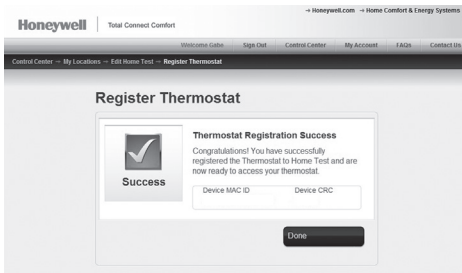 → Honeywell.com → Home Comfort & Energy Systems
Honeywell
Total Connect Comfort
Welcome Gabe Sign Out Control Center My Account FAQs Contact Us
Control Center → My Locations → Edit Home Test → Register Thermostat
Register Thermostat
Thermostat Registration Success
Congratulations! You have successfully
registered the Thermostat to Home Test and are
now ready to access your thermostat.
Success
Device MAC ID Device CRC
Done